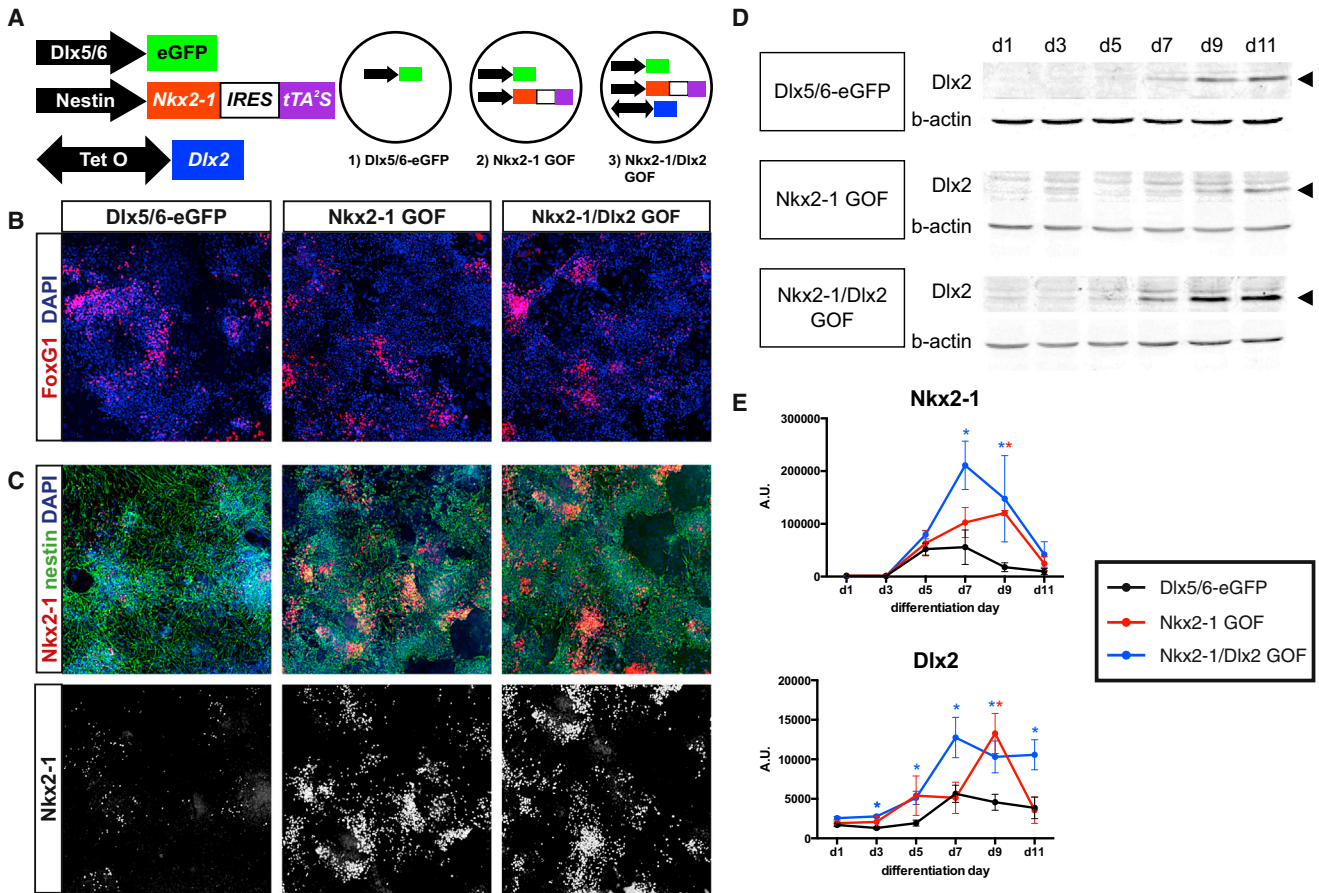 A
Dlx5/6 eGFP
Nestin Nkx2-1 IRES tTA²S
Tet O Dlx2
1) Dlx5/6-eGFP
2) Nkx2-1 GOF
3) Nkx2-1/Dlx2
GOF
B
Dlx5/6-eGFP
Nkx2-1 GOF
Nkx2-1/Dlx2 GOF
FoxG1 DAPI
C
Nkx2-1 nestin DAPI
Nkx2-1
D
d1 d3 d5 d7 d9 d11
Dlx5/6-eGFP
Dlx2
b-actin
Nkx2-1 GOF
Dlx2
b-actin
Nkx2-1/Dlx2
GOF
Dlx2
b-actin
E
Nkx2-1
300000
200000
100000
0
A.U.
* ** 
d1 d3 d5 d7 d9 d11
differentiation day
Dlx2
20000
15000
10000
5000
0
A.U.
* * * ** *
d1 d3 d5 d7 d9 d11
differentiation day
Dlx5/6-eGFP
Nkx2-1 GOF
Nkx2-1/Dlx2 GOF